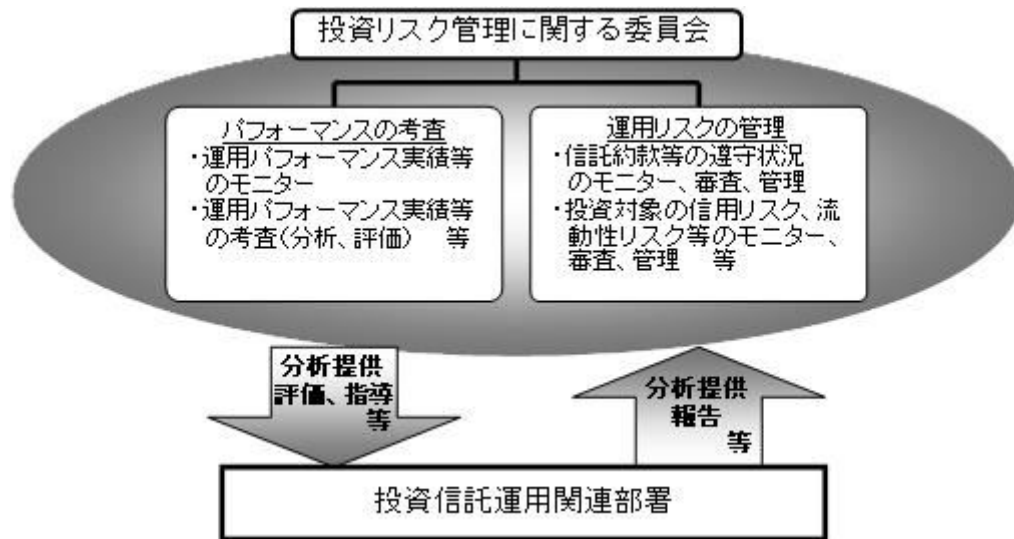 投資リスク管理に関する委員会
パフォーマンスの考査
・運用パフォーマンス実績等
のモニター
・運用パフォーマンス実績等
の考査(分析、評価) 等
運用リスクの管理
・信託約款等の遵守状況
のモニター、審査、管理
・投資対象の信用リスク、流
動性リスク等のモニター、
審査、管理 等
分析提供
評価、指導
等
分析提供
報告
等
投資信託運用関連部署